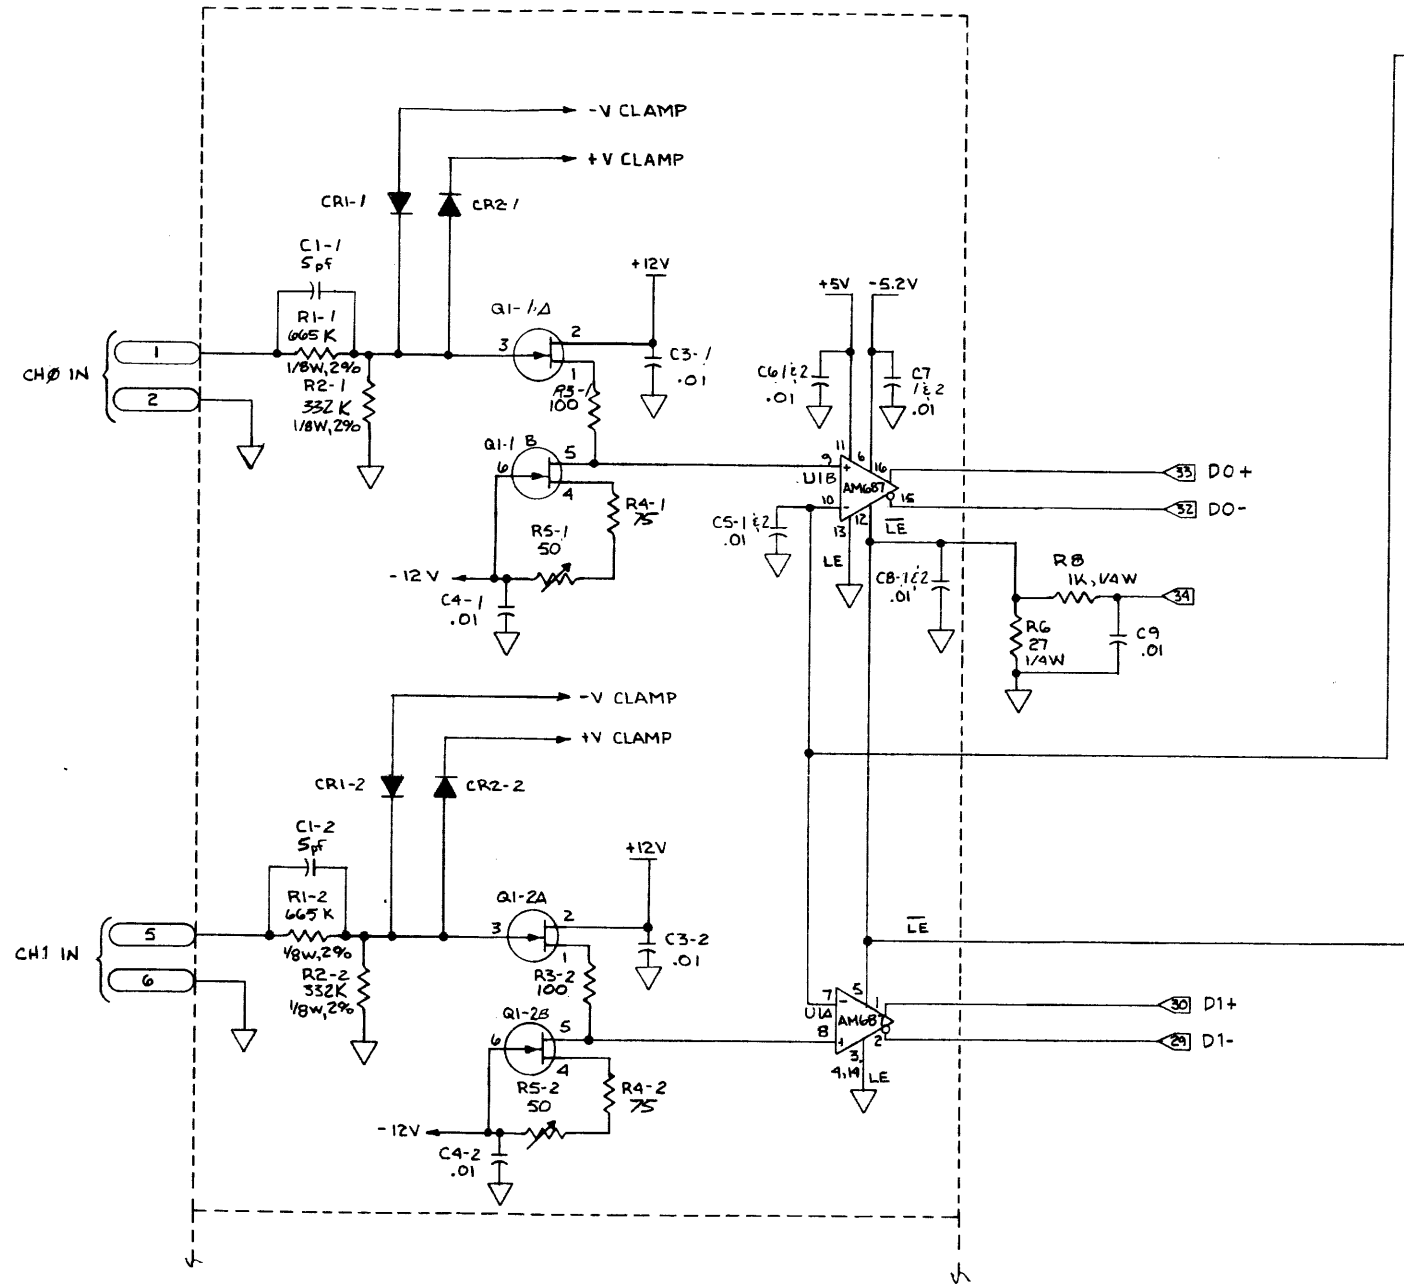 -V CLAMP
+V CLAMP
CR1-1
CR2-1
C1-1
5pf
R1-1
665K
1/8W,2%
R2-1
332K
1/8W,2%
CHØ IN
1
2
Q1-1A
3
2
1
+12V
C3-1
.01
R3-1
100
Q1-1B
6
5
4
R4-1
75
R5-1
50
-12V
C4-1
.01
+5V
-5.2V
C6 1&2
.01
C7
1&2
.01
11
6
9
16
U1B
AM687
10
15
13
12
C5-1&2
.01
LE
LE
C8-1&2
.01
33
D0+
32
D0-
R8
1K, 1/4W
34
R6
27
1/4W
C9
.01
-V CLAMP
+V CLAMP
CR1-2
CR2-2
C1-2
5pf
R1-2
665K
1/8W,2%
R2-2
332K
1/8W,2%
CH1 IN
5
6
Q1-2A
3
2
1
+12V
C3-2
.01
R3-2
100
Q1-2B
6
5
4
R4-2
75
R5-2
50
-12V
C4-2
.01
LE
7
5
1
U1A
AM687
8
2
3
4,14
LE
30
D1+
29
D1-